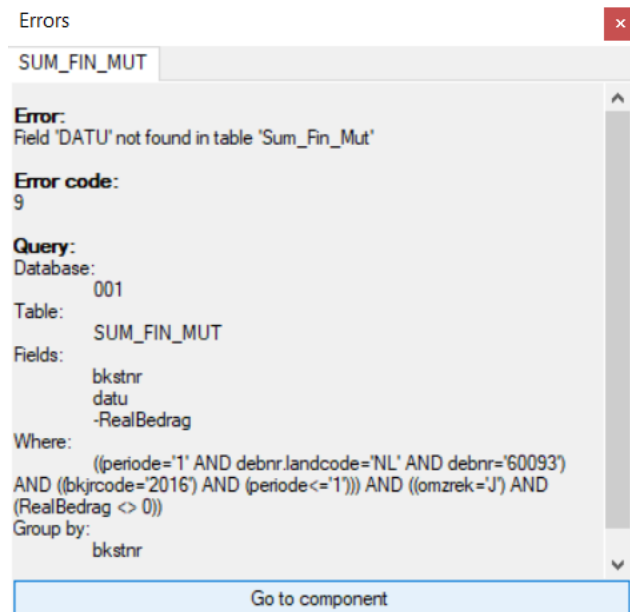 Errors
SUM_FIN_MUT
Error:
Field 'DATU' not found in table 'Sum_Fin_Mut'
Error code:
9
Query:
Database:
001
Table:
SUM_FIN_MUT
Fields:
bkstnr
datu
-RealBedrag
Where:
((periode='1' AND debnr.landcode='NL' AND debnr='60093')
AND ((bkjrcode='2016') AND (periode<='1'))) AND ((omzrek='J') AND
(RealBedrag <> 0))
Group by:
bkstnr
Go to component